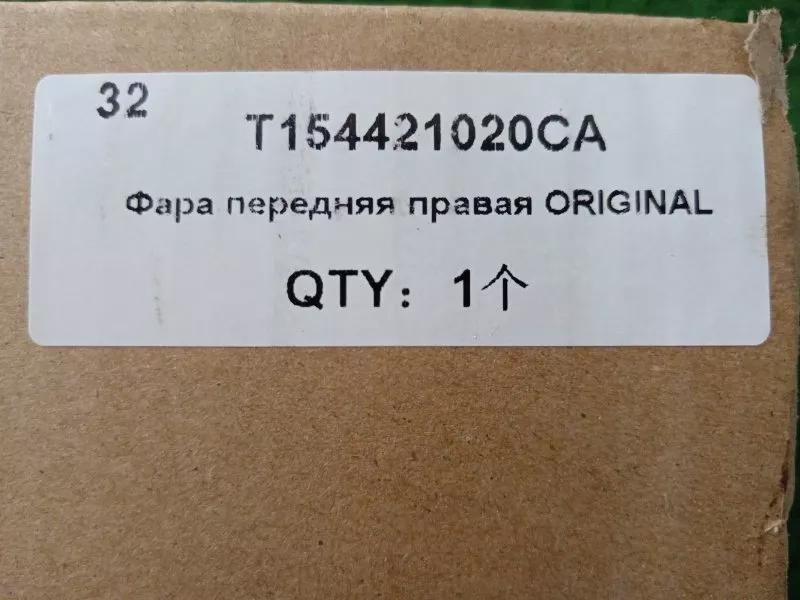 32
T154421020CA
Фара передняя правая ORIGINAL
QTY： 1个